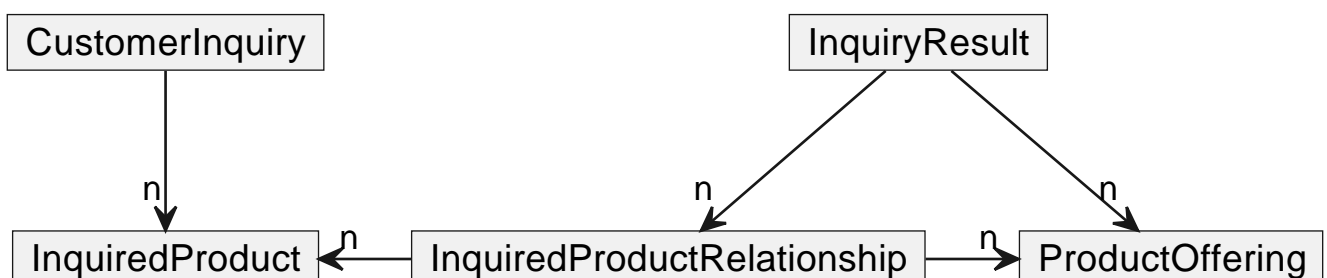 CustomerInquiry
InquiryResult
n
n
n
InquiredProduct
n
InquiredProductRelationship
n
ProductOffering